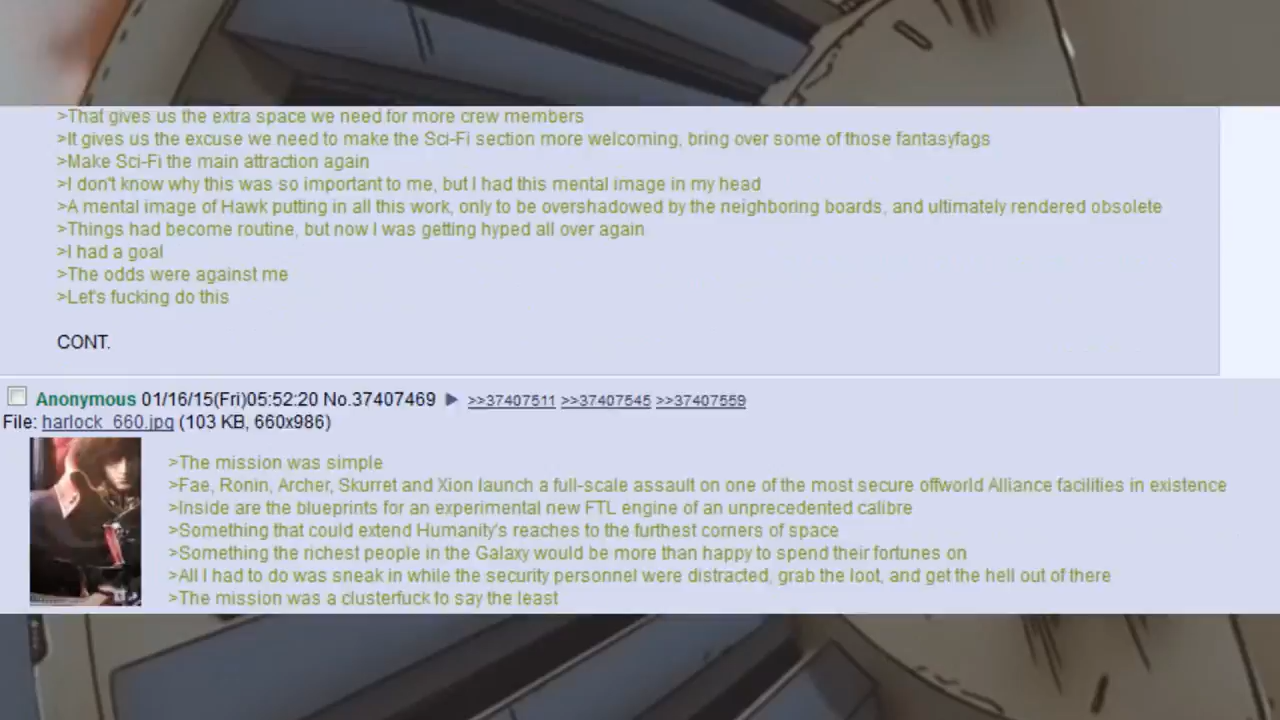 >That gives us the extra space we need for more crew members
>It gives us the excuse we need to make the Sci-Fi section more welcoming, bring over some of those fantasyfags
>Make Sci-Fi the main attraction again
>I don't know why this was so important to me, but I had this mental image in my head
>A mental image of Hawk putting in all this work, only to be overshadowed by the neighboring boards, and ultimately rendered obsolete
>Things had become routine, but now I was getting hyped all over again
>I had a goal
>The odds were against me
>Let's fucking do this
CONT.
Anonymous 01/16/15(Fri)05:52:20 No.37407469 ▶ >>37407511 >>37407545 >>37407559
File: harlock_660.jpg (103 KB, 660x986)
>The mission was simple
>Fae, Ronin, Archer, Skurret and Xion launch a full-scale assault on one of the most secure offworld Alliance facilities in existence
>Inside are the blueprints for an experimental new FTL engine of an unprecedented calibre
>Something that could extend Humanity's reaches to the furthest corners of space
>Something the richest people in the Galaxy would be more than happy to spend their fortunes on
>All I had to do was sneak in while the security personnel were distracted, grab the loot, and get the hell out of there
>The mission was a clusterfuck to say the least